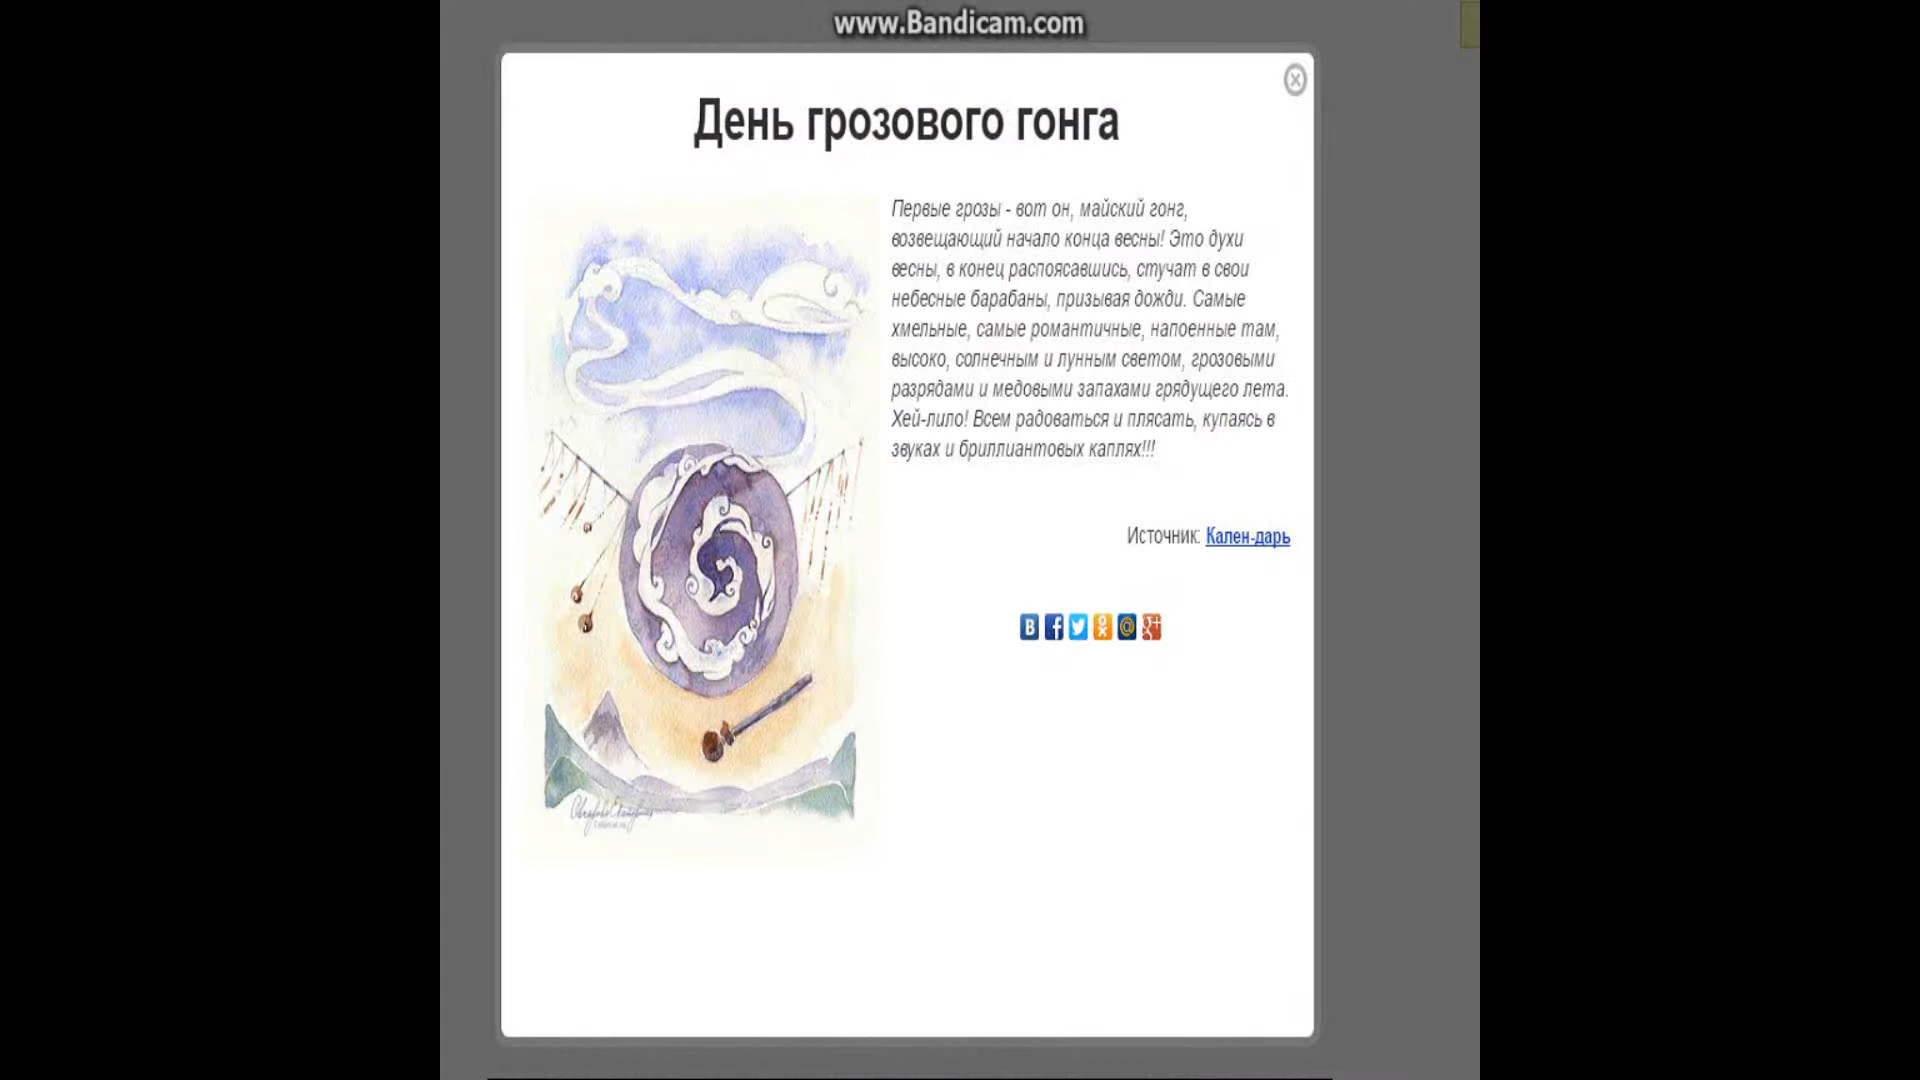 www.Bandicam.com
День грозового гонга
Первые грозы - вот он, майский гонг,
возвещающий начало конца весны! Это духи
весны, в конец распоясавшись, стучат в свои
небесные барабаны, призывая дожди. Самые
хмельные, самые романтичные, напоенные там,
высоко, солнечным и лунным светом, грозовыми
разрядами и медовыми запахами грядущего лета.
Хей-лило! Всем радоваться и плясать, купаясь в
звуках и бриллиантовых каплях!!!
Источник: Кален-дарь